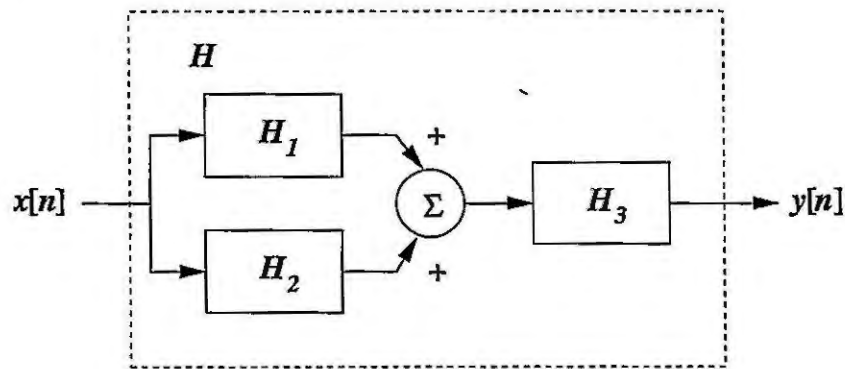 H
H₁
+
x[n]
Σ
H₃
y[n]
H₂
+